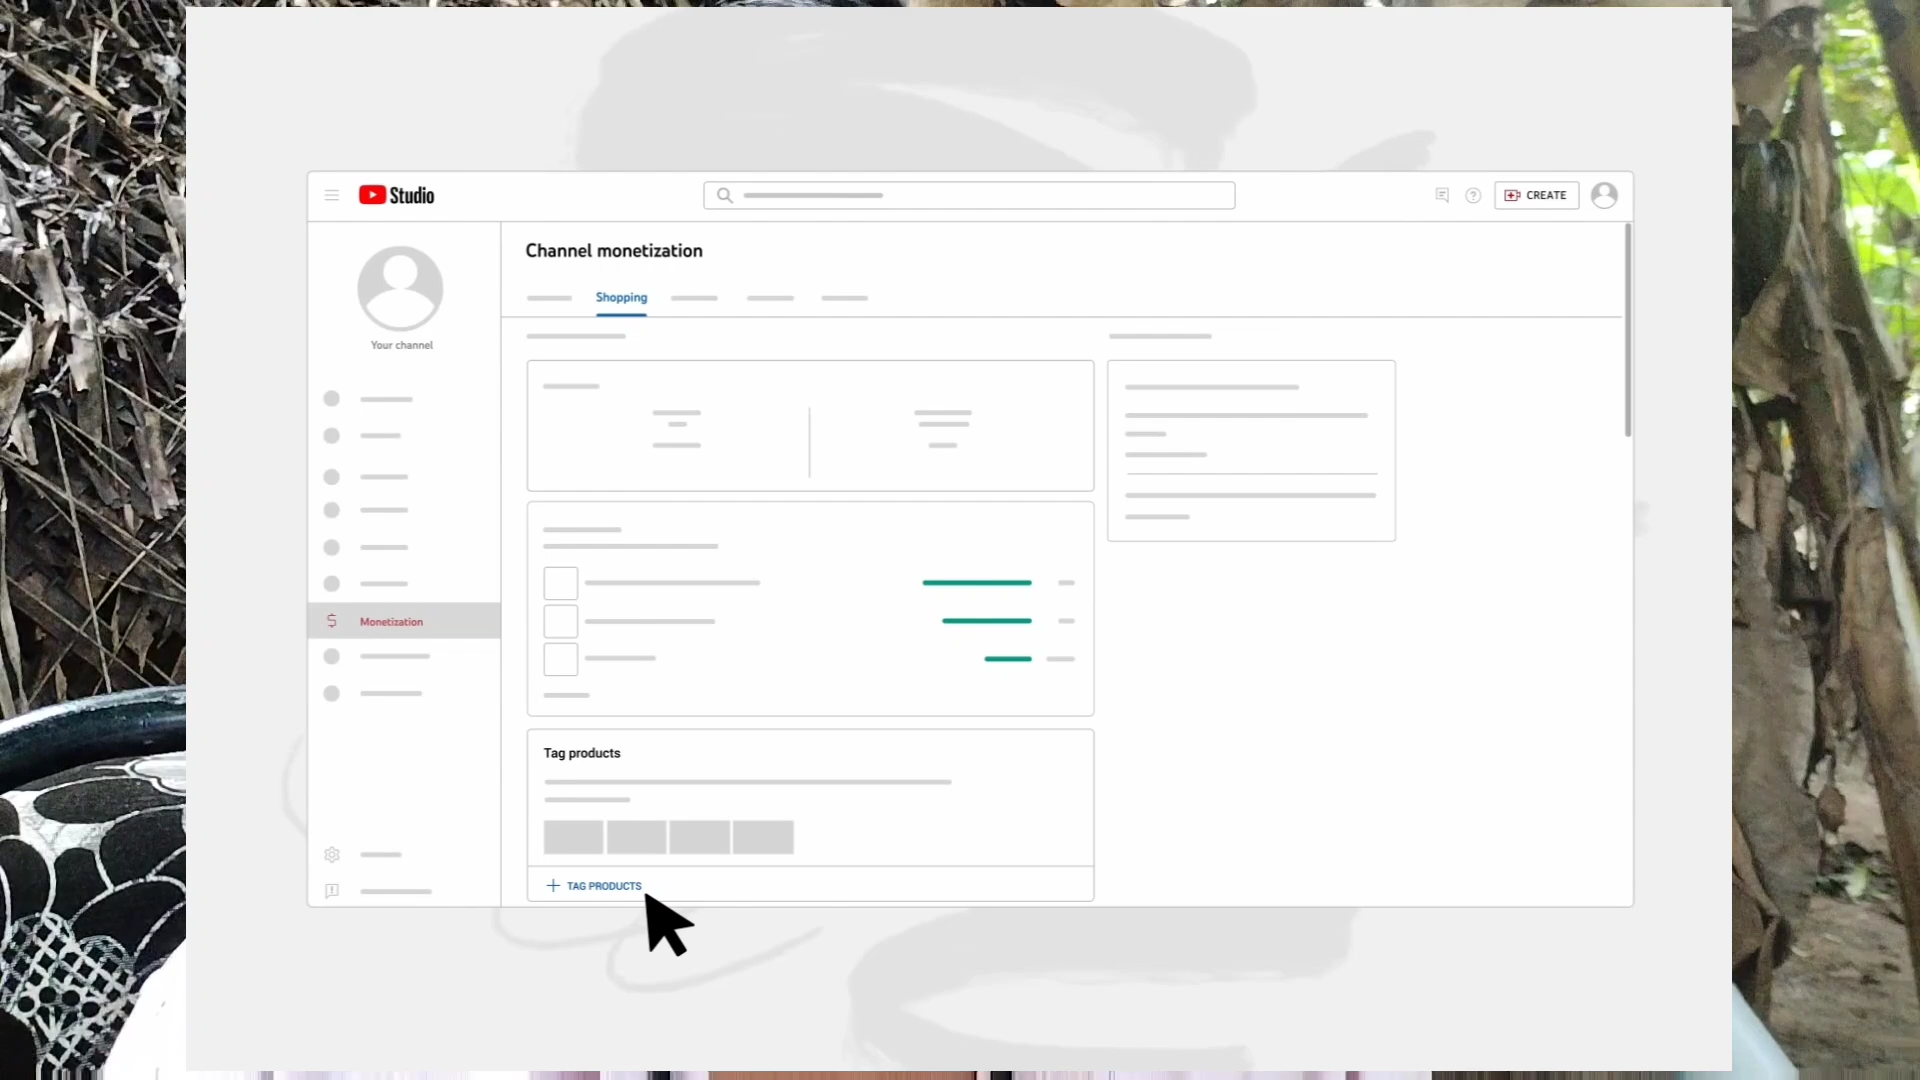 Studio
CREATE
Channel monetization
Shopping
Your channel
Monetization
Tag products
TAG PRODUCTS